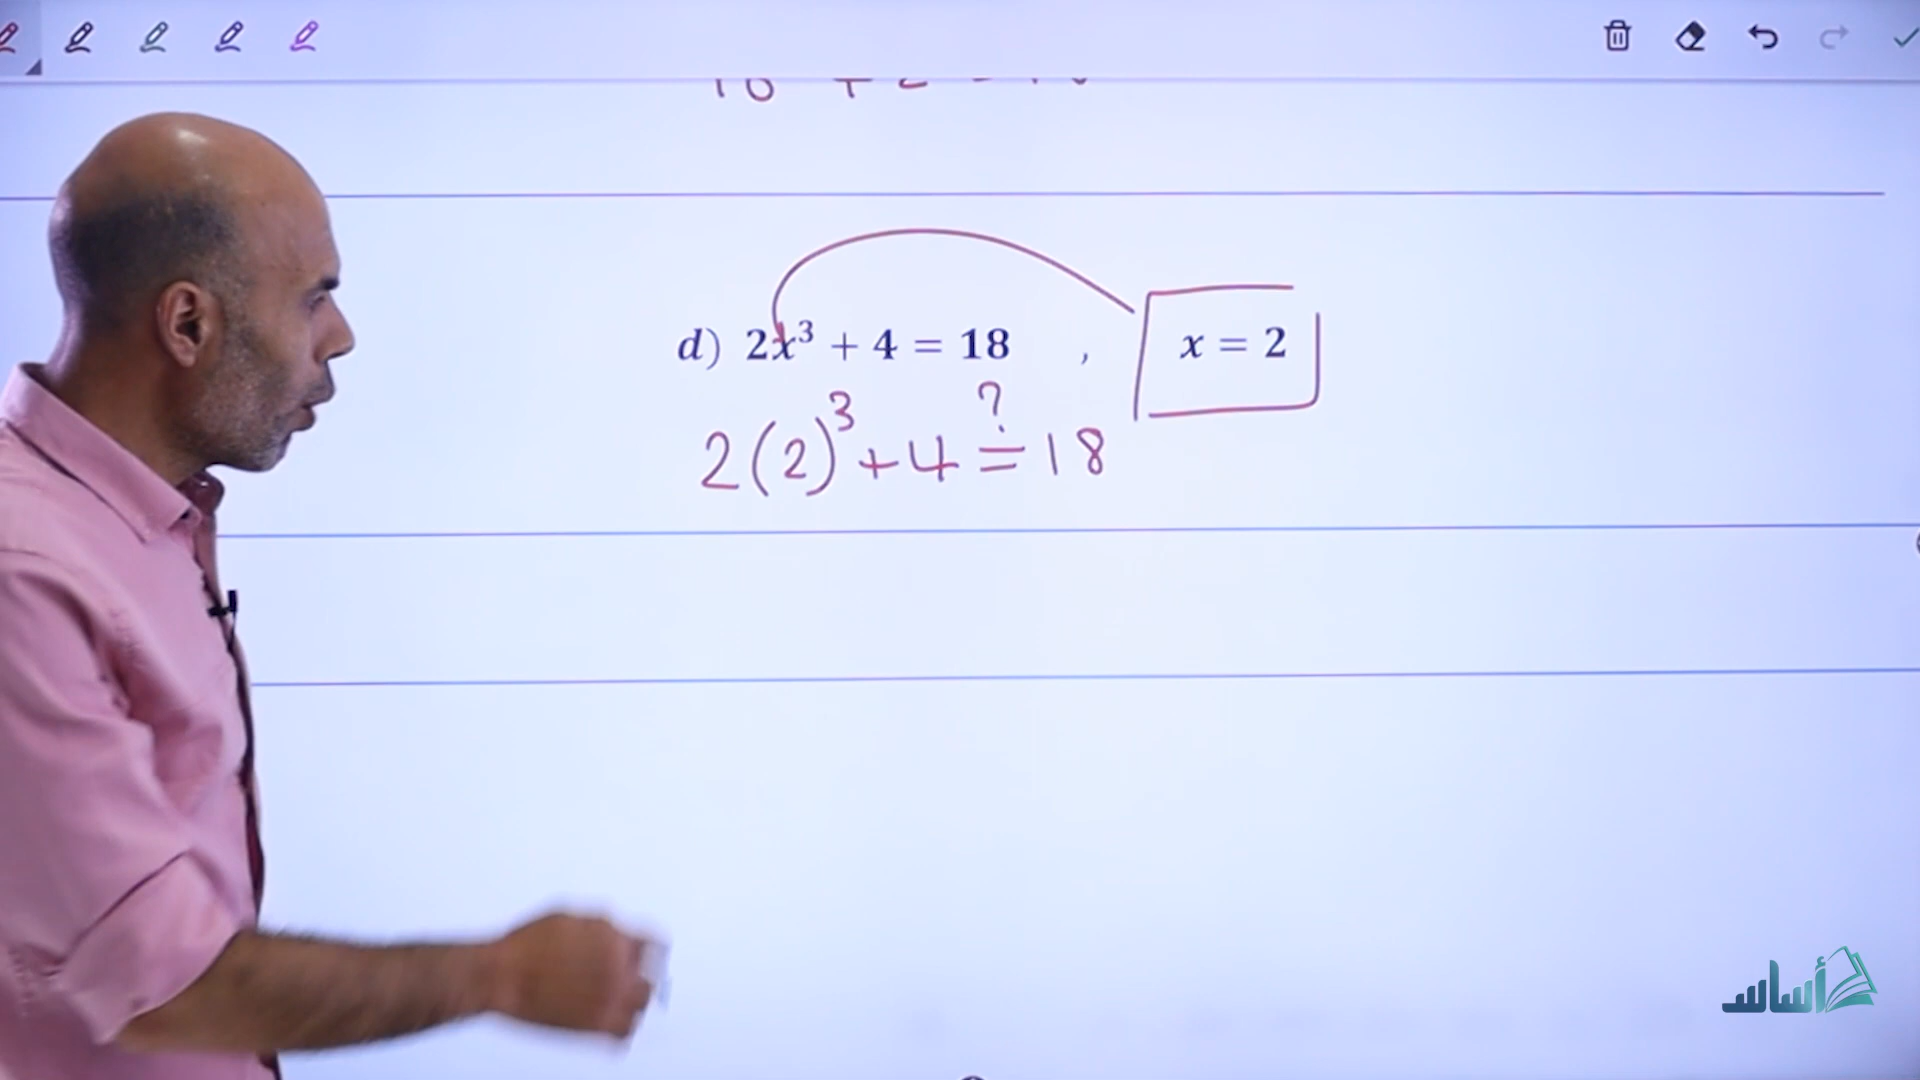 d) 2x³ + 4 = 18 , x = 2
2(2)³ + 4 ≟ 18
أساس